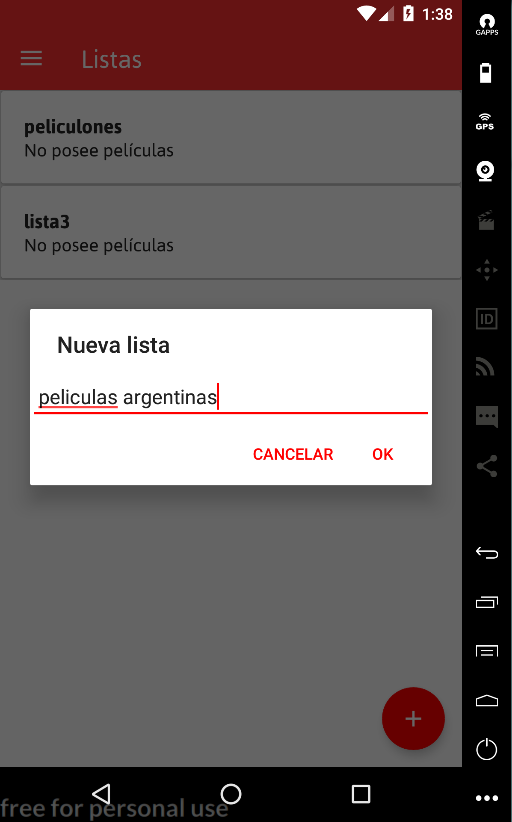 1:38
GAPPS
Listas
GPS
peliculones
No posee películas
lista3
No posee películas
ID
Nueva lista
peliculas argentinas
CANCELAR
OK
free for personal use